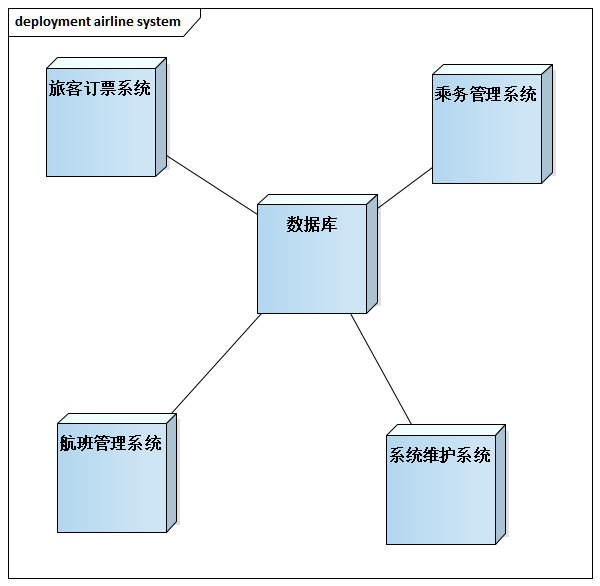 deployment airline system
旅客订票系统
乘务管理系统
数据库
航班管理系统
系统维护系统